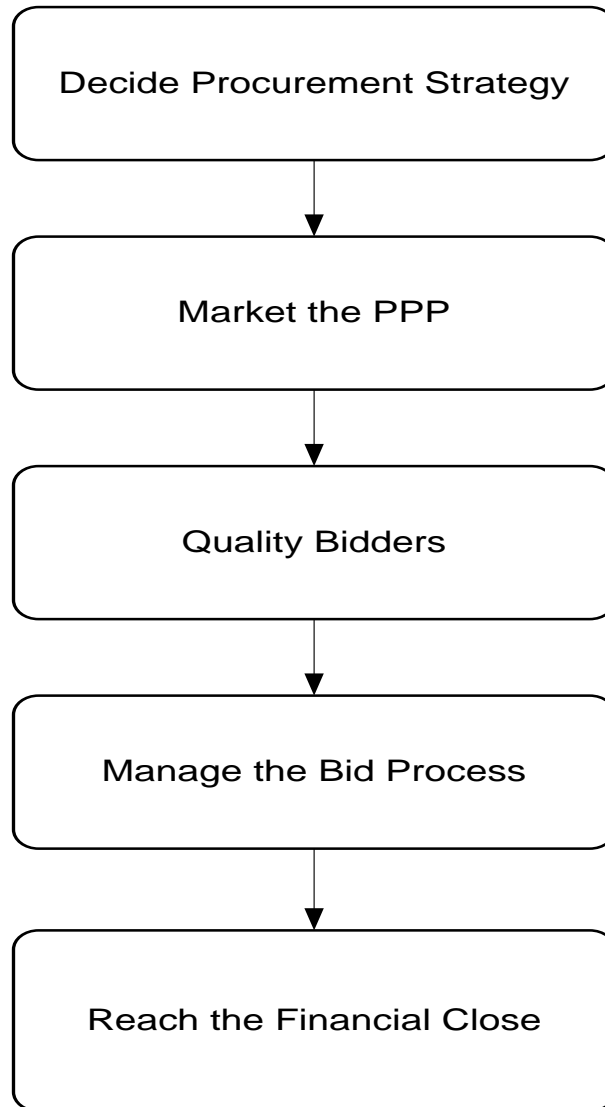 Decide Procurement Strategy
Market the PPP
Quality Bidders
Manage the Bid Process
Reach the Financial Close